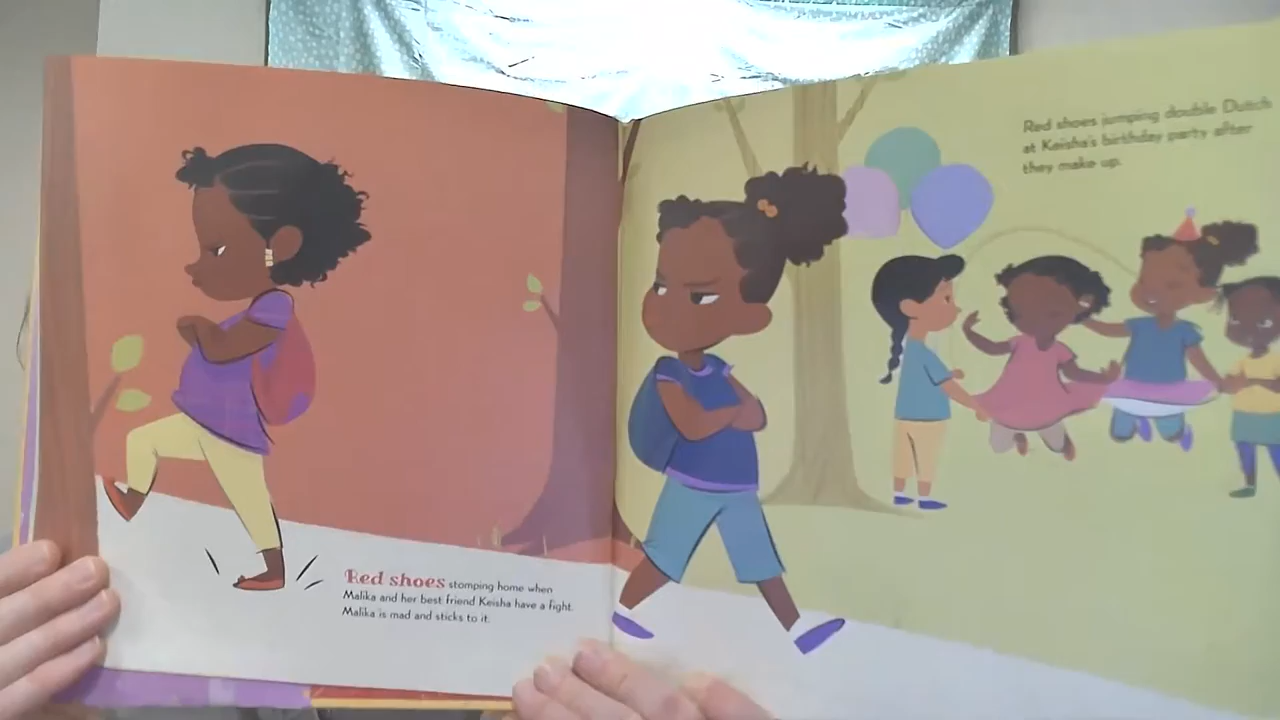 Red shoes stomping home when
Malika and her best friend Keisha have a fight.
Malika is mad and sticks to it.
Red shoes jumping double Dutch
at Keisha's birthday party after
they make up.